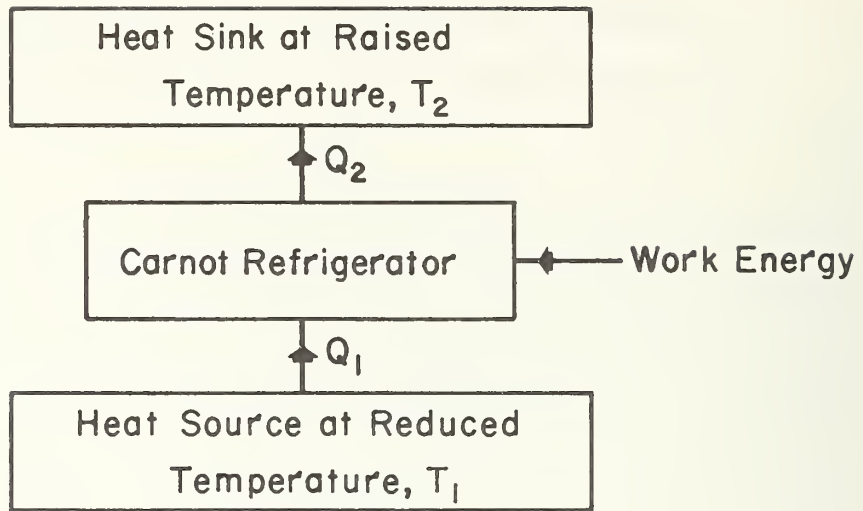 Heat Sink at Raised
Temperature, T₂
Q₂
Carnot Refrigerator
Work Energy
Q₁
Heat Source at Reduced
Temperature, T₁